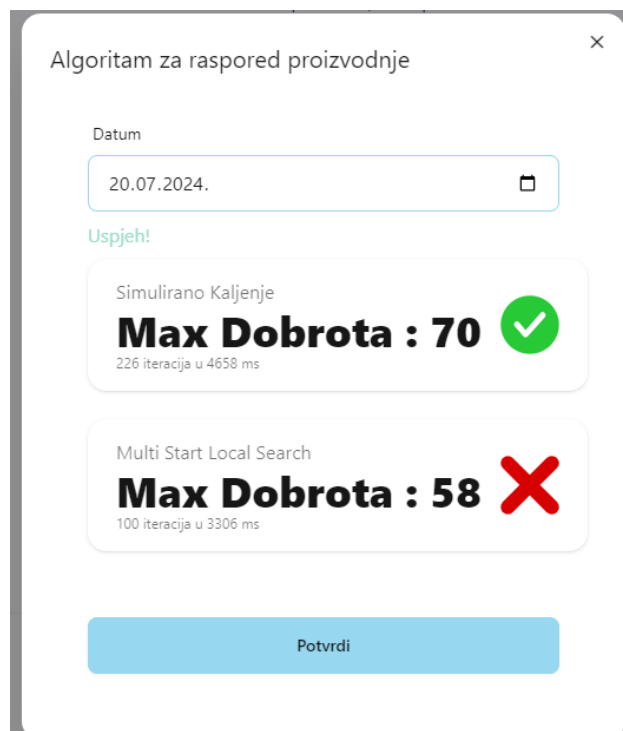 Algoritam za raspored proizvodnje
Datum
20.07.2024.
Uspjeh!
Simulirano Kaljenje
Max Dobrota : 70
226 iteracija u 4658 ms
Multi Start Local Search
Max Dobrota : 58
100 iteracija u 3306 ms
Potvrdi